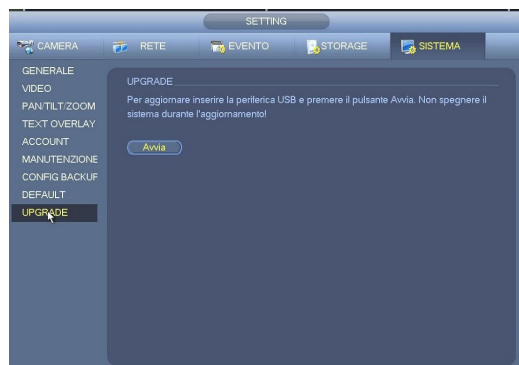 SETTING
CAMERA RETE EVENTO STORAGE SISTEMA
GENERALE
VIDEO
PAN/TILT/ZOOM
TEXT OVERLAY
ACCOUNT
MANUTENZIONE
CONFIG BACKUP
DEFAULT
UPGRADE
UPGRADE
Per aggiornare inserire la periferica USB e premere il pulsante Avvia. Non spegnere il
sistema durante l'aggiornamento!
Avvia